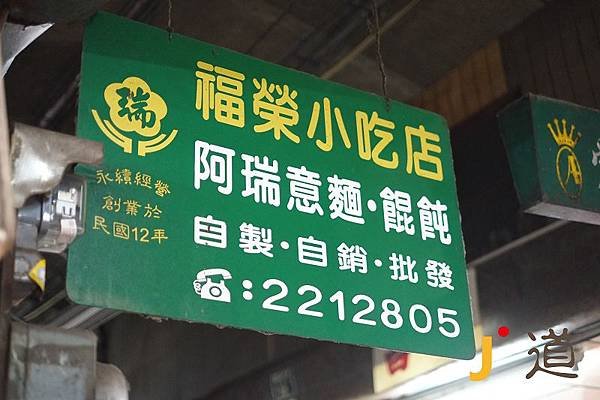 福榮小吃店
瑞
阿瑞意麵·餛飩
永續經營
創業於
民國12年
自製·自銷·批發
☎:2212805
J道